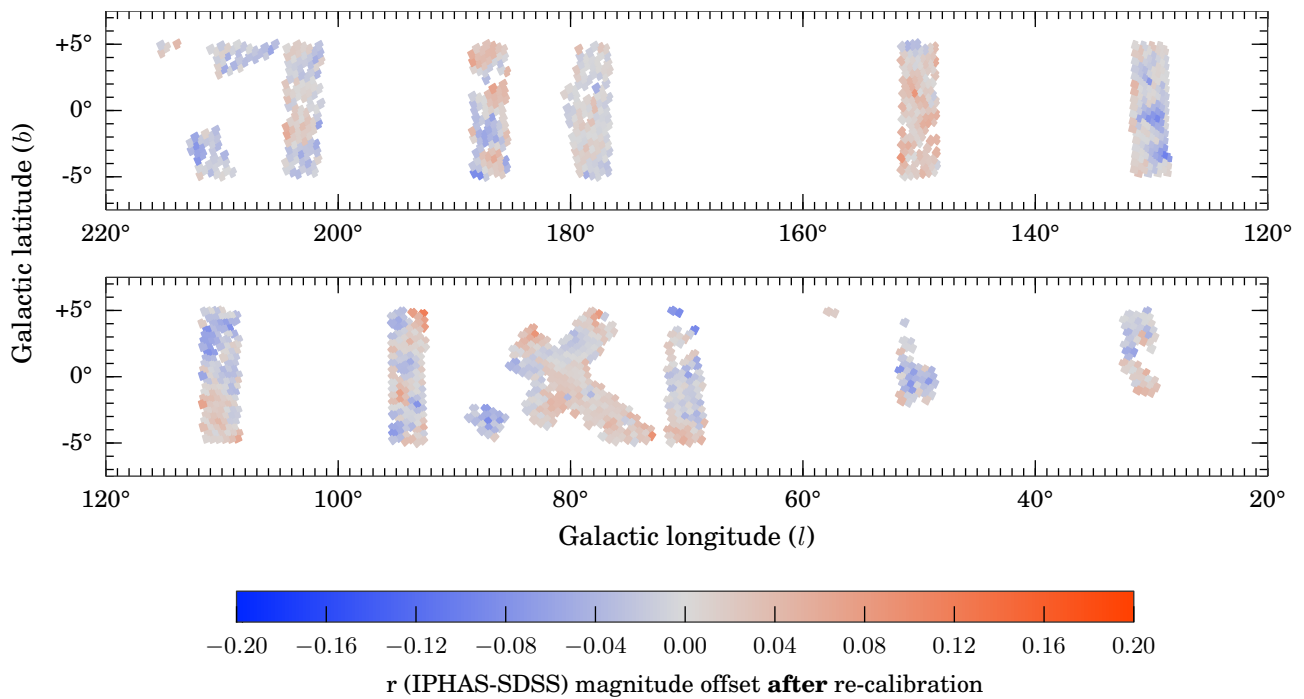 +5°
0°
-5°
220° 200° 180° 160° 140° 120°
Galactic latitude (b)
+5°
0°
-5°
120° 100° 80° 60° 40° 20°
Galactic longitude (l)
−0.20 −0.16 −0.12 −0.08 −0.04 0.00 0.04 0.08 0.12 0.16 0.20
r (IPHAS-SDSS) magnitude offset after re-calibration